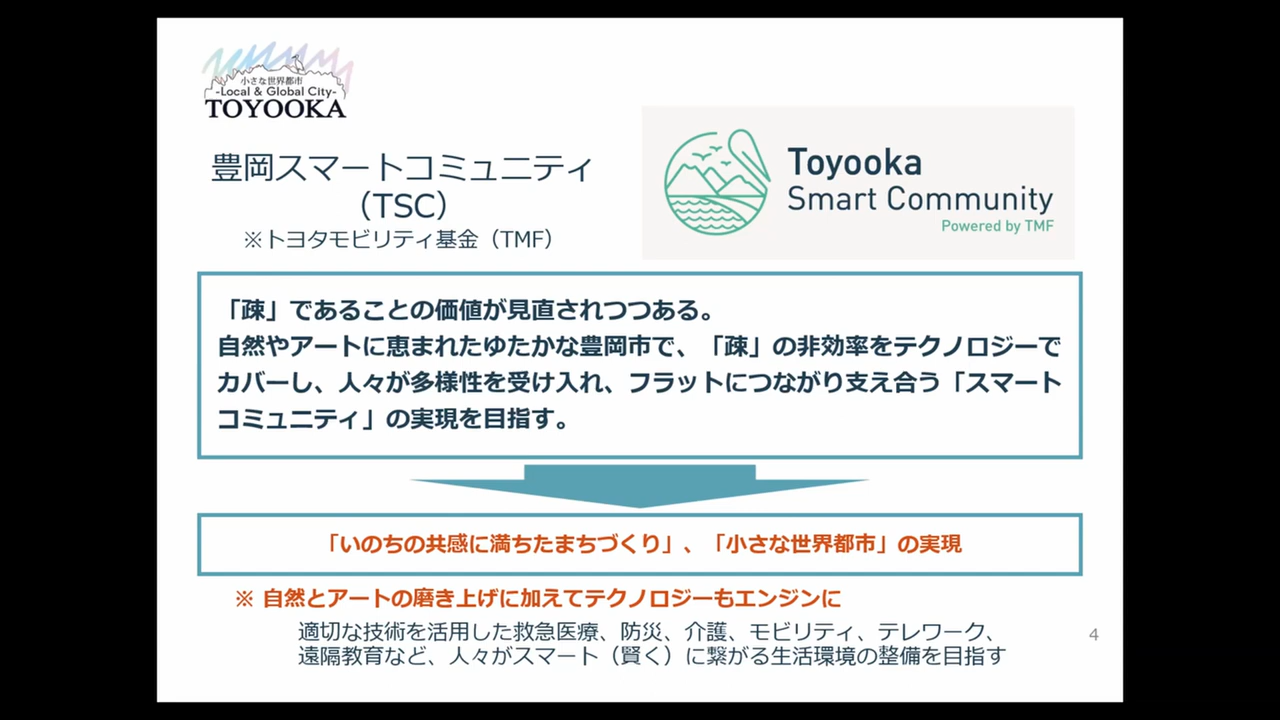 小さな世界都市
-Local & Global City-
TOYOOKA
豊岡スマートコミュニティ
（TSC）
※トヨタモビリティ基金（TMF）
Toyooka
Smart Community
Powered by TMF
「疎」であることの価値が見直されつつある。
自然やアートに恵まれたゆたかな豊岡市で、「疎」の非効率をテクノロジーで
カバーし、人々が多様性を受け入れ、フラットにつながり支え合う「スマート
コミュニティ」の実現を目指す。
「いのちの共感に満ちたまちづくり」、「小さな世界都市」の実現
※ 自然とアートの磨き上げに加えてテクノロジーもエンジンに
適切な技術を活用した救急医療、防災、介護、モビリティ、テレワーク、
遠隔教育など、人々がスマート（賢く）に繋がる生活環境の整備を目指す
4